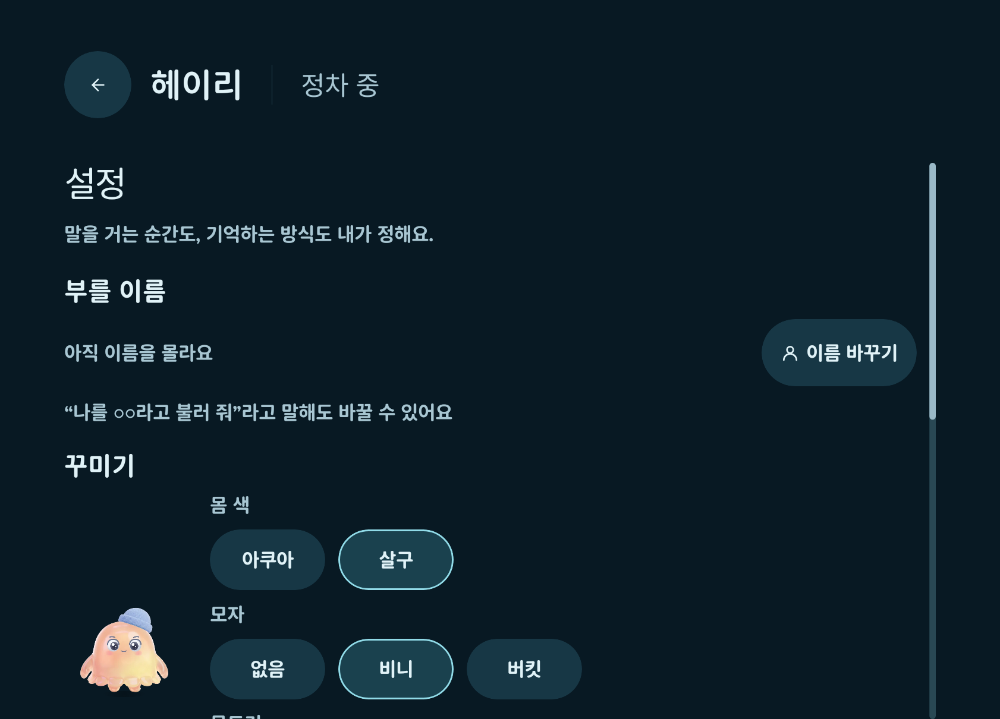 헤이리
정차 중
설정
말을 거는 순간도, 기억하는 방식도 내가 정해요.
부를 이름
아직 이름을 몰라요
이름 바꾸기
“나를 ○○라고 불러 줘”라고 말해도 바꿀 수 있어요
꾸미기
몸 색
아쿠아
살구
모자
없음
비니
버킷